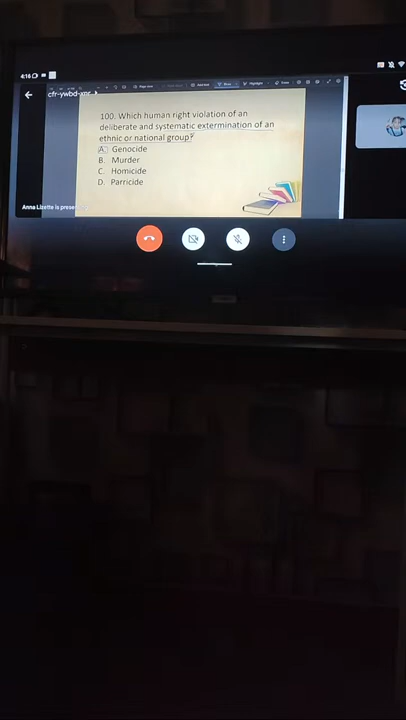 4:16
cfr-ywbd-xnr
100. Which human right violation of an
deliberate and systematic extermination of an
ethnic or national group?
A. Genocide
B. Murder
C. Homicide
D. Parricide
Anna Lizette is prese